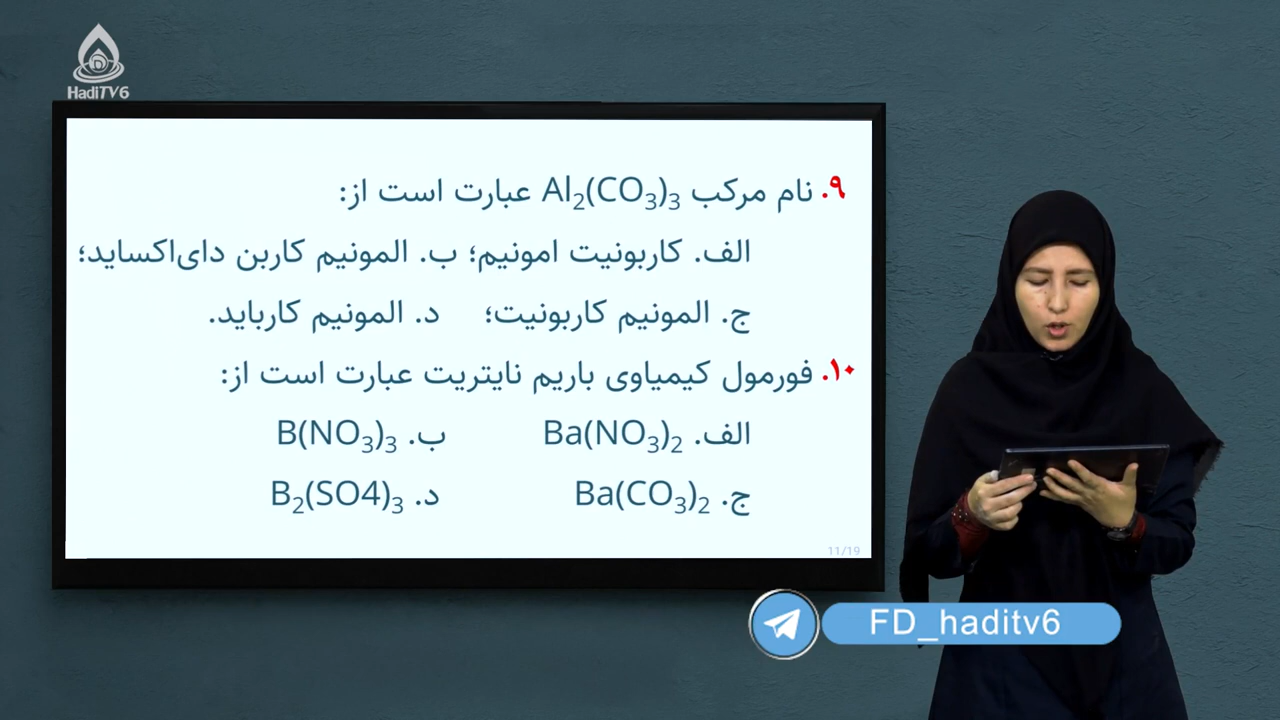 HadiTV6
۹. نام مرکب Al₂(CO₃)₃ عبارت است از:
الف. کاربونیت امونیم؛ ب. المونیم کاربن دای‌اکساید؛
ج. المونیم کاربونیت؛ د. المونیم کارباید.
۱۰. فورمول کیمیاوی باریم نایتریت عبارت است از:
الف. Ba(NO₃)₂ ب. B(NO₃)₃
ج. Ba(CO₃)₂ د. B₂(SO4)₃
11/19
FD_haditv6